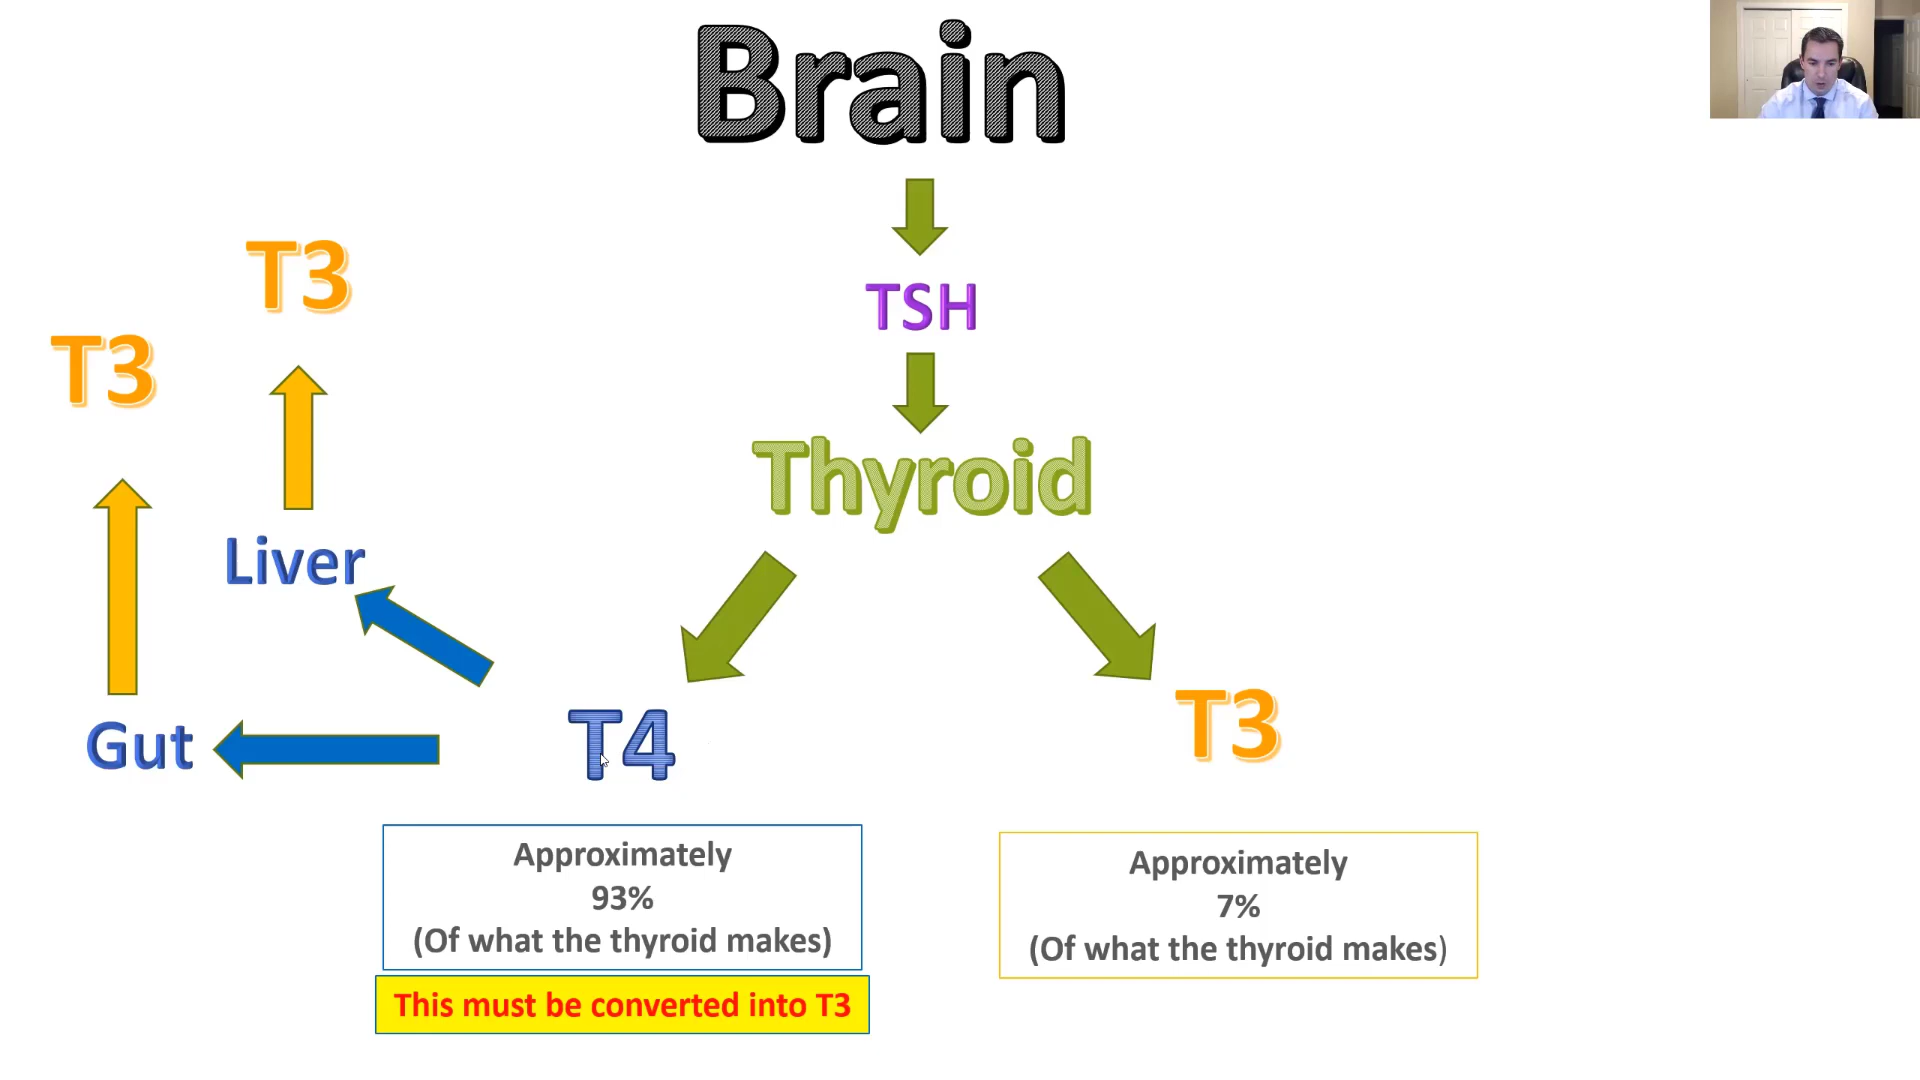 Brain
TSH
Thyroid
T3
T3
Liver
Gut
T4
T3
Approximately
93%
(Of what the thyroid makes)
This must be converted into T3
Approximately
7%
(Of what the thyroid makes)